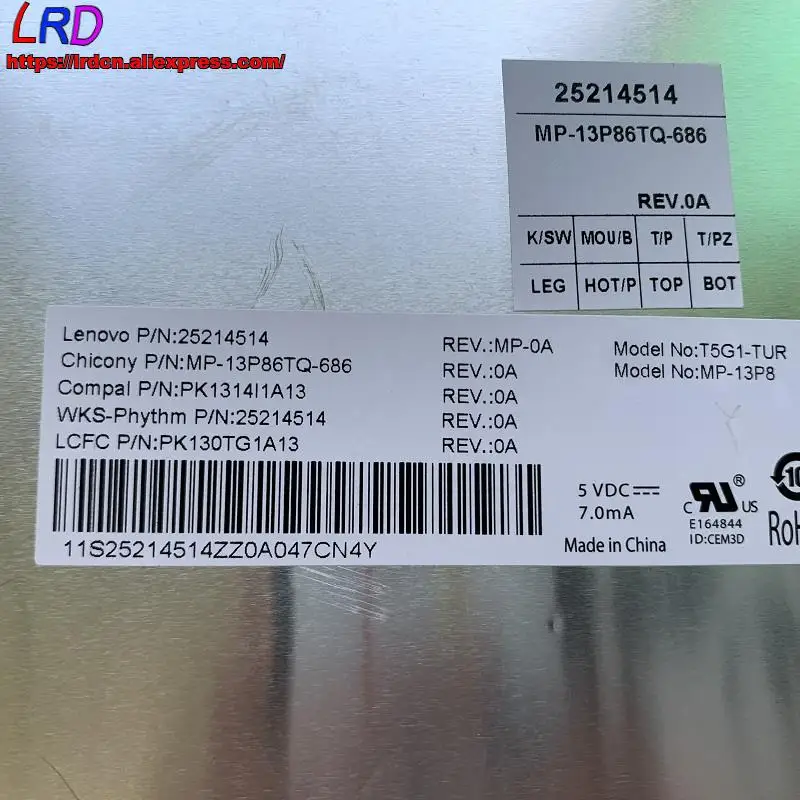 LRD
https://lrdcn.aliexpress.com/
25214514
MP-13P86TQ-686
REV.0A
K/SW MOU/B T/P T/PZ
LEG HOT/P TOP BOT
Lenovo P/N:25214514 REV.:MP-0A Model No:T5G1-TUR
Chicony P/N:MP-13P86TQ-686 REV.:0A Model No:MP-13P8
Compal P/N:PK1314I1A13 REV.:0A
WKS-Phythm P/N:25214514 REV.:0A
LCFC P/N:PK130TG1A13 REV.:0A
11S25214514ZZ0A047CN4Y
5 VDC
7.0mA
Made in China
C RU ® US
E164844
ID:CEM3D
10
RoH